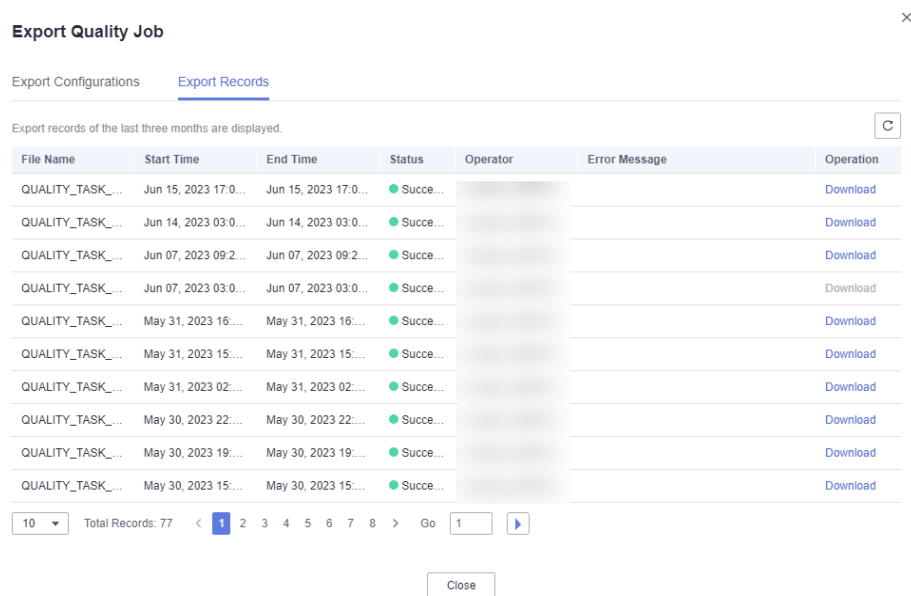 Export Quality Job
Export Configurations Export Records
Export records of the last three months are displayed.
File Name Start Time End Time Status Operator Error Message Operation
QUALITY_TASK_... Jun 15, 2023 17:0... Jun 15, 2023 17:0... Succe... Download
QUALITY_TASK_... Jun 14, 2023 03:0... Jun 14, 2023 03:0... Succe... Download
QUALITY_TASK_... Jun 07, 2023 09:2... Jun 07, 2023 09:2... Succe... Download
QUALITY_TASK_... Jun 07, 2023 03:0... Jun 07, 2023 03:0... Succe... Download
QUALITY_TASK_... May 31, 2023 16:... May 31, 2023 16:... Succe... Download
QUALITY_TASK_... May 31, 2023 15:... May 31, 2023 15:... Succe... Download
QUALITY_TASK_... May 31, 2023 02:... May 31, 2023 02:... Succe... Download
QUALITY_TASK_... May 30, 2023 22:... May 30, 2023 22:... Succe... Download
QUALITY_TASK_... May 30, 2023 19:... May 30, 2023 19:... Succe... Download
QUALITY_TASK_... May 30, 2023 15:... May 30, 2023 15:... Succe... Download
10 Total Records: 77 < 1 2 3 4 5 6 7 8 > Go 1
Close